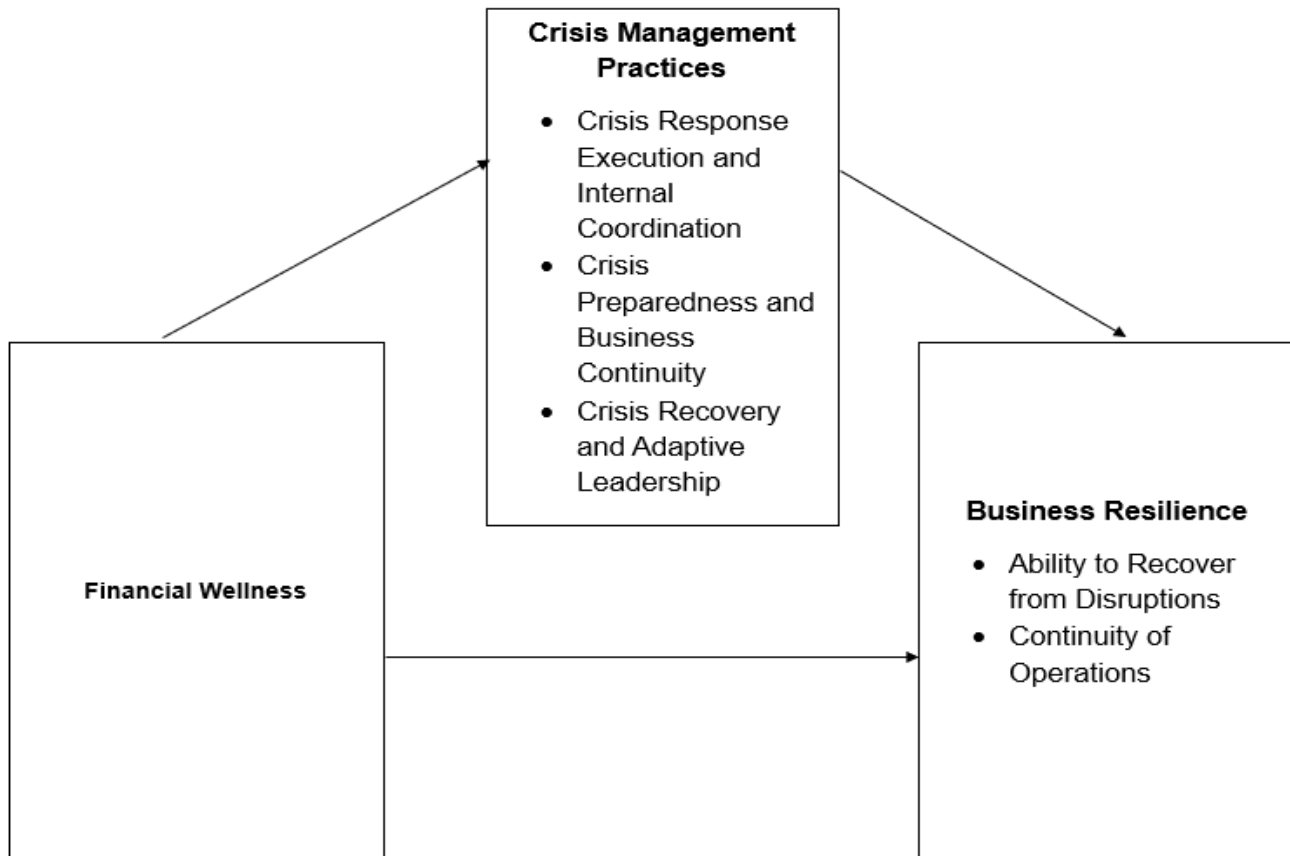 Crisis Management
Practices
• Crisis Response
Execution and
Internal
Coordination
• Crisis
Preparedness and
Business
Continuity
• Crisis Recovery
and Adaptive
Leadership
Financial Wellness
Business Resilience
• Ability to Recover
from Disruptions
• Continuity of
Operations